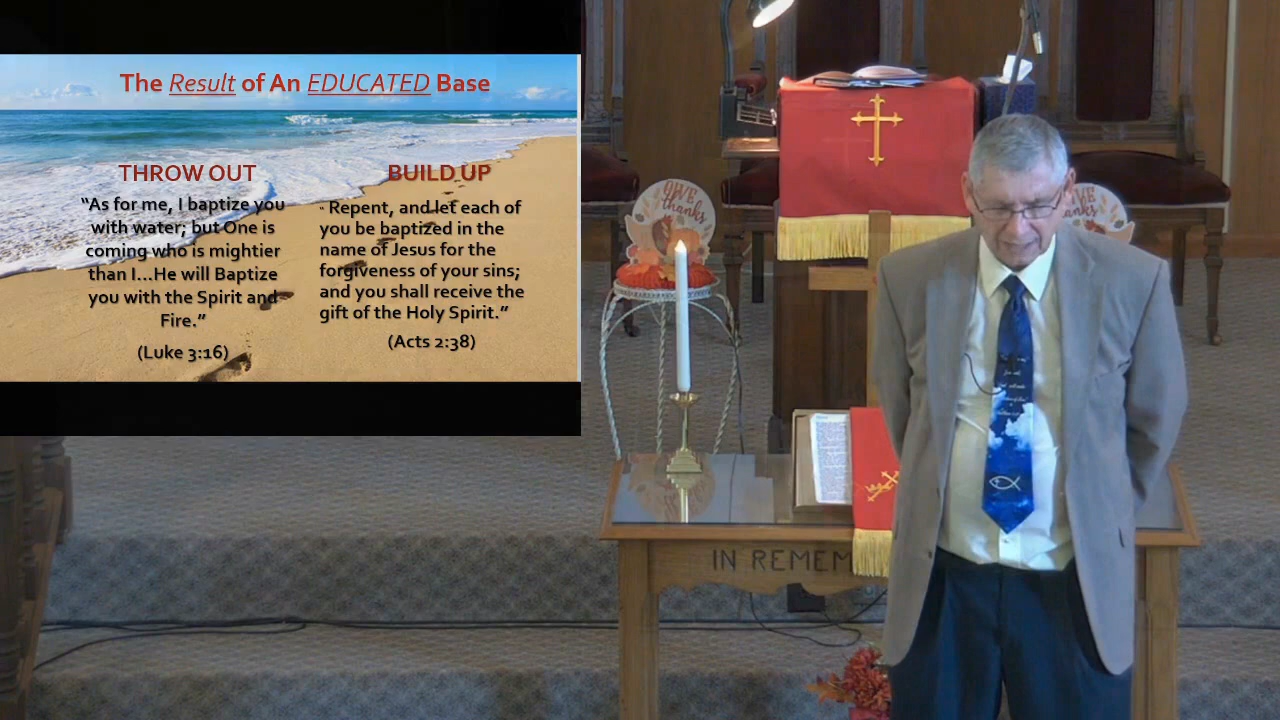 The Result of An EDUCATED Base
THROW OUT
“As for me, I baptize you
with water; but One is
coming who is mightier
than I...He will Baptize
you with the Spirit and
Fire.”
(Luke 3:16)
BUILD UP
“ Repent, and let each of
you be baptized in the
name of Jesus for the
forgiveness of your sins;
and you shall receive the
gift of the Holy Spirit.”
(Acts 2:38)
GIVE
thanks
IN REMEM